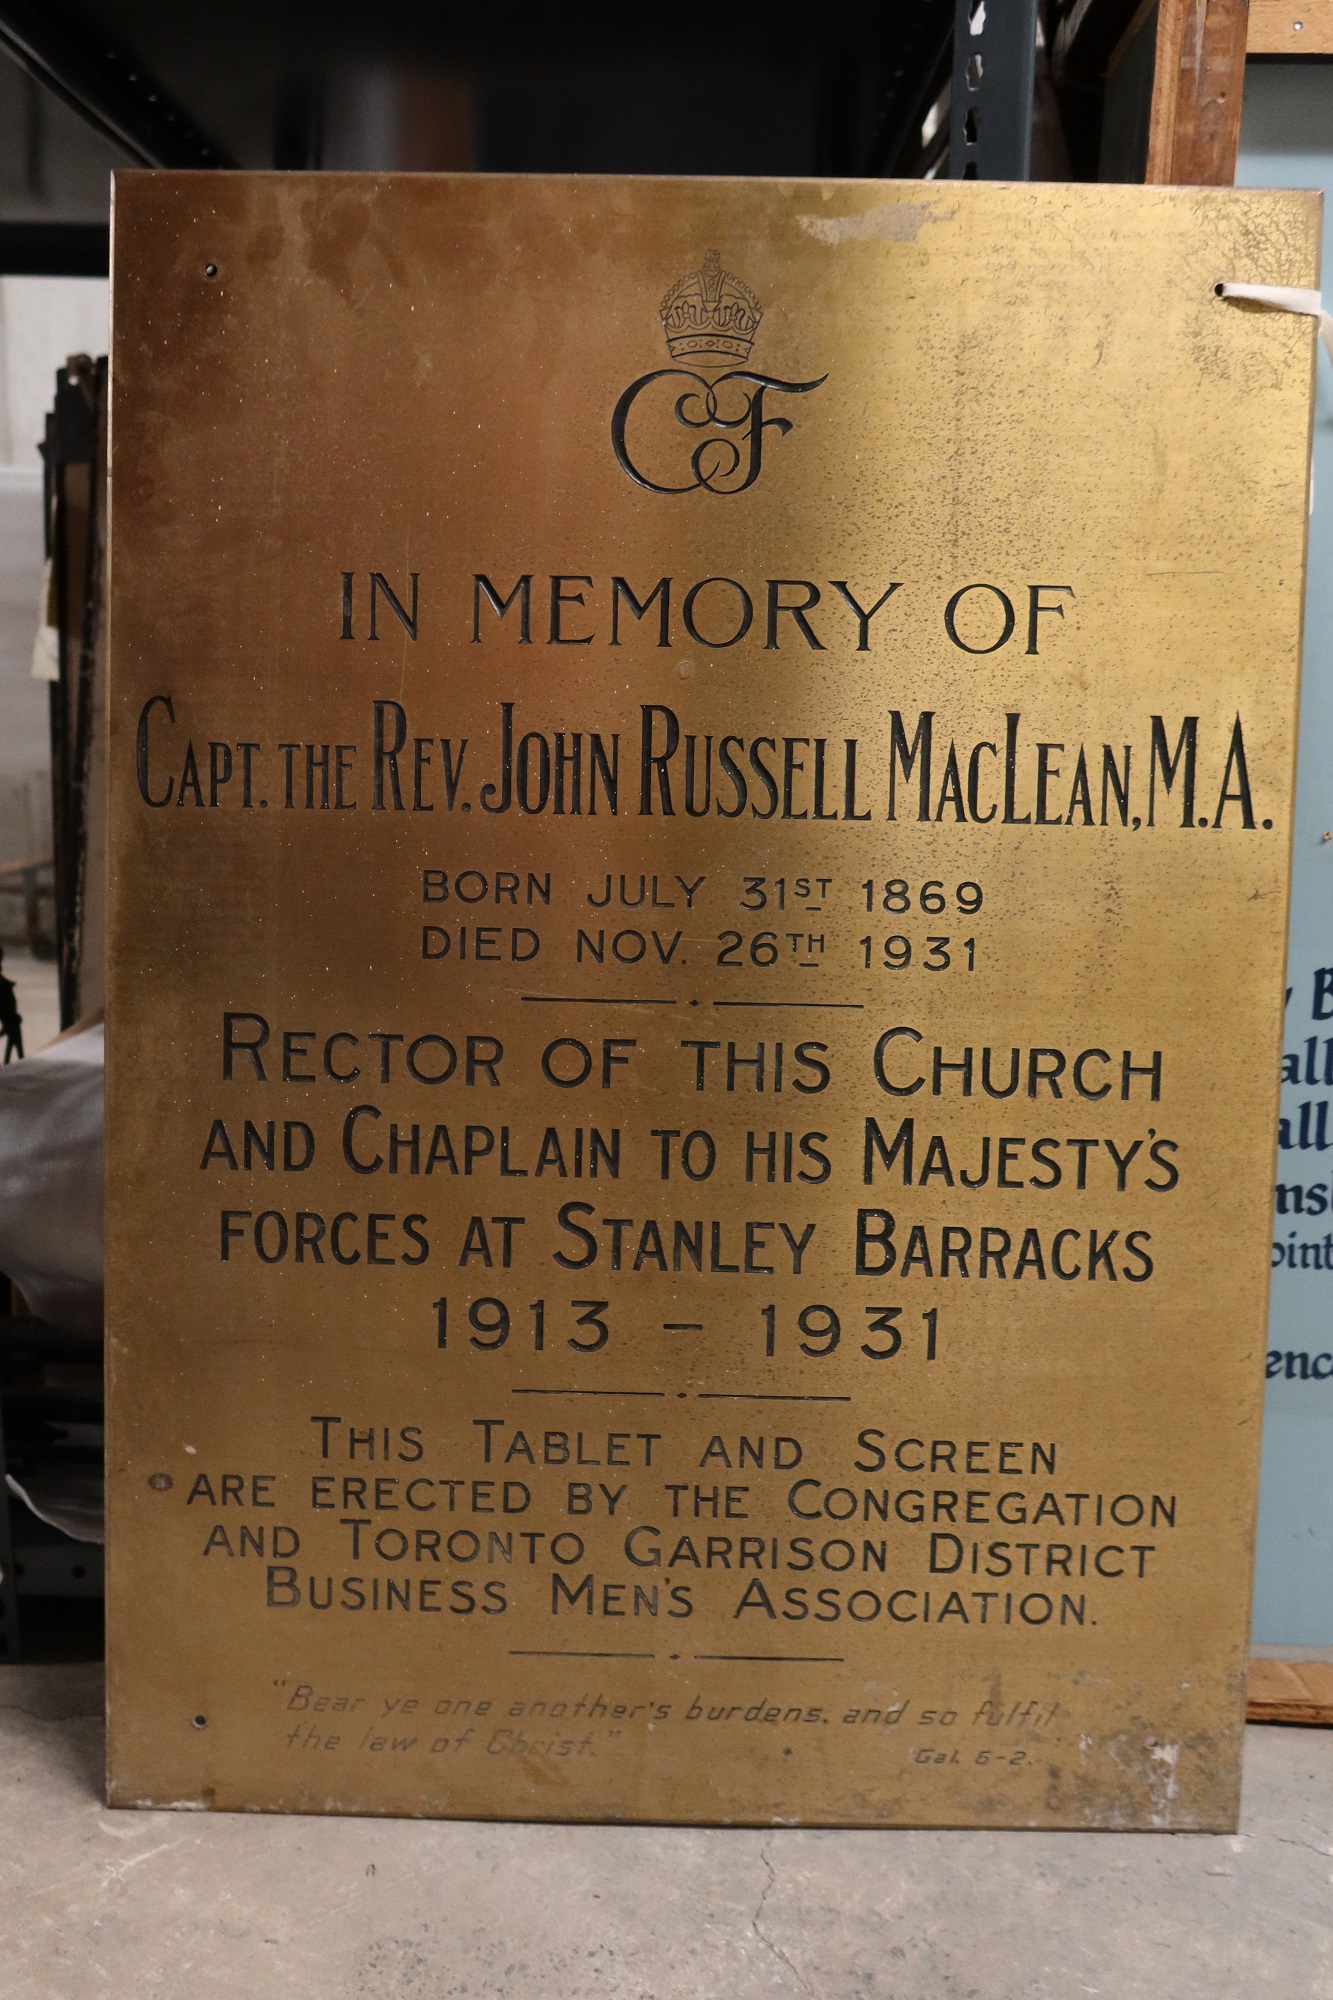 CF
IN MEMORY OF
CAPT. THE REV. JOHN RUSSELL MACLEAN, M.A.
BORN JULY 31ST 1869
DIED NOV. 26TH 1931
RECTOR OF THIS CHURCH
AND CHAPLAIN TO HIS MAJESTY'S
FORCES AT STANLEY BARRACKS
1913 - 1931
THIS TABLET AND SCREEN
ARE ERECTED BY THE CONGREGATION
AND TORONTO GARRISON DISTRICT
BUSINESS MEN'S ASSOCIATION.
"Bear ye one another's burdens, and so fulfil
the law of Christ."
Gal. 6-2.